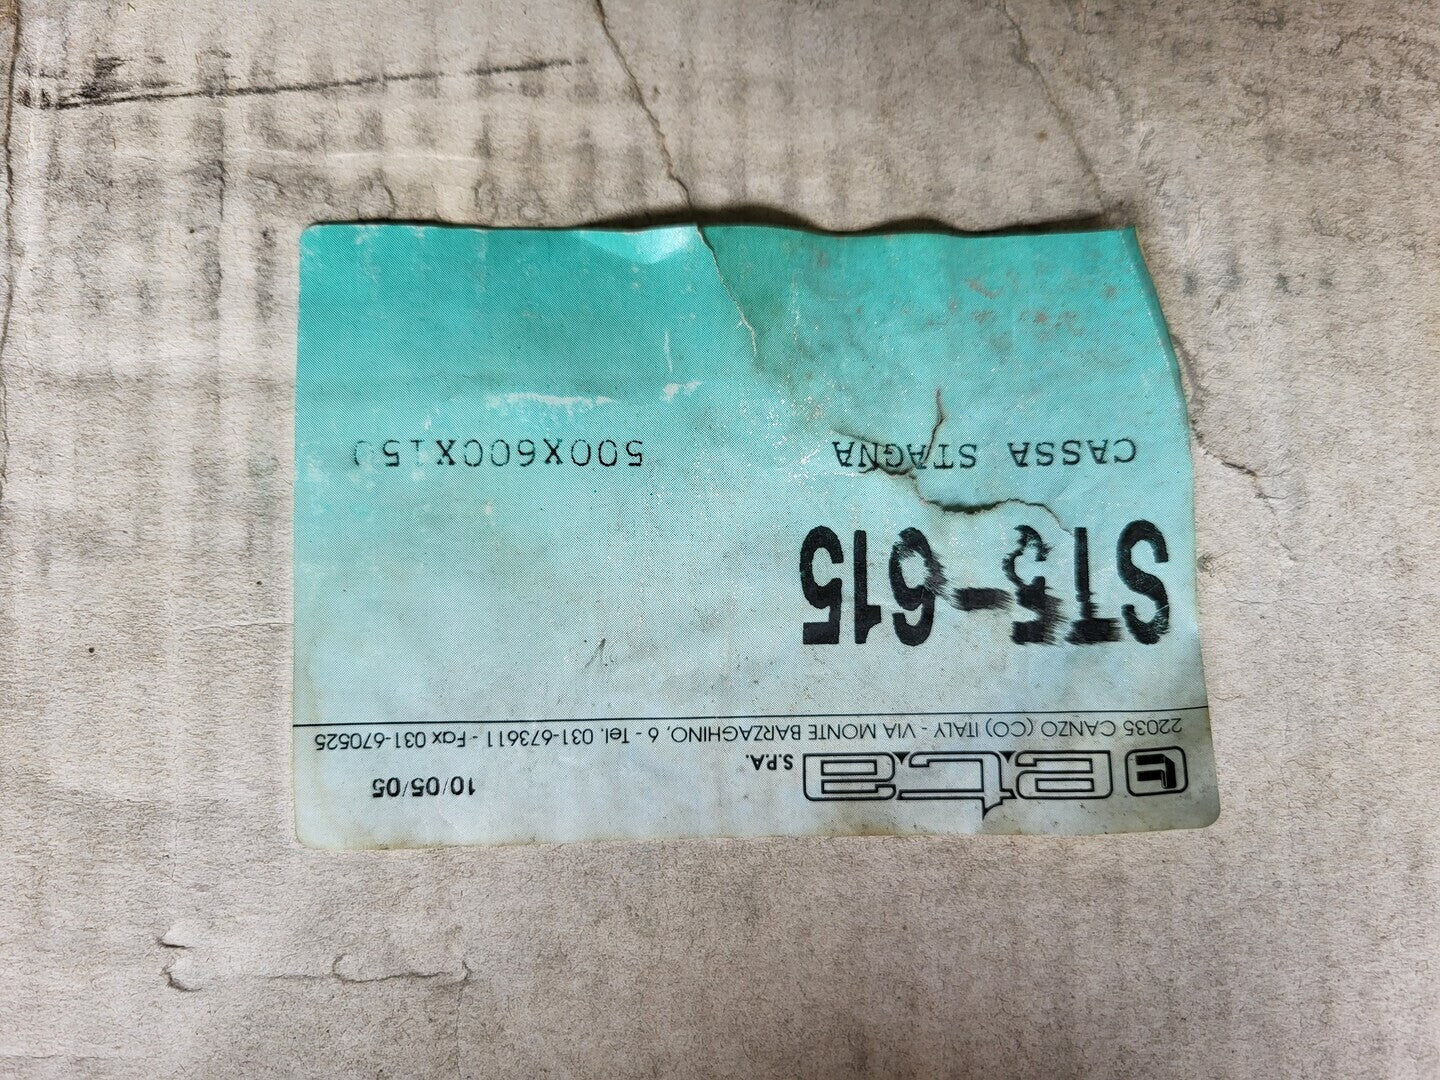 eta S.P.A. 10/05/05
22035 CANZO (CO) ITALY - VIA MONTE BARZAGHINO, 6 - Tel. 031-673611 - Fax 031-670525
ST5-615
CASSA STAGNA 500X600X150